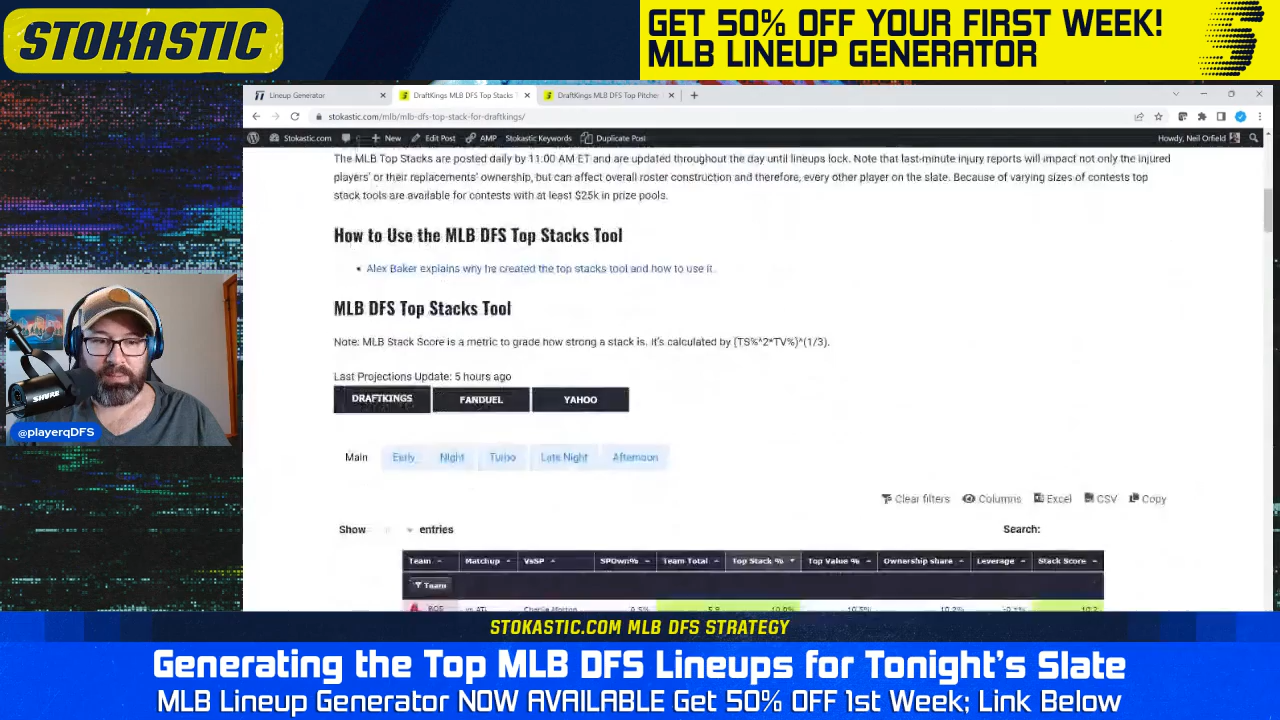 STOKASTIC
GET 50% OFF YOUR FIRST WEEK!
MLB LINEUP GENERATOR
Lineup Generator
DraftKings MLB DFS Top Stacks
DraftKings MLB DFS Top Pitcher
stokastic.com/mlb/mlb-dfs-top-stack-for-draftkings/
Stokastic.com New Edit Post AMP Stokastic Keywords Duplicate Post Howdy, Neil Orfield
The MLB Top Stacks are posted daily by 11:00 AM ET and are updated throughout the day until lineups lock. Note that last-minute injury reports will impact not only the injured
players' or their replacements' ownership, but can affect overall roster construction and therefore, every other player on the slate. Because of varying sizes of contests top
stack tools are available for contests with at least $25k in prize pools.
How to Use the MLB DFS Top Stacks Tool
Alex Baker explains why he created the top stacks tool and how to use it.
MLB DFS Top Stacks Tool
Note: MLB Stack Score is a metric to grade how strong a stack is. It's calculated by (TS%^2*TV%)^(1/3).
Last Projections Update: 5 hours ago
DRAFTKINGS FANDUEL YAHOO
Main Early Night Turbo Late Night Afternoon
Clear filters Columns Excel CSV Copy
Show entries Search:
Team Matchup VsSP SPOwn% Team Total Top Stack % Top Value % Ownership share Leverage Stack Score
Team
@playerqDFS
STOKASTIC.COM MLB DFS STRATEGY
Generating the Top MLB DFS Lineups for Tonight's Slate
MLB Lineup Generator NOW AVAILABLE Get 50% OFF 1st Week; Link Below